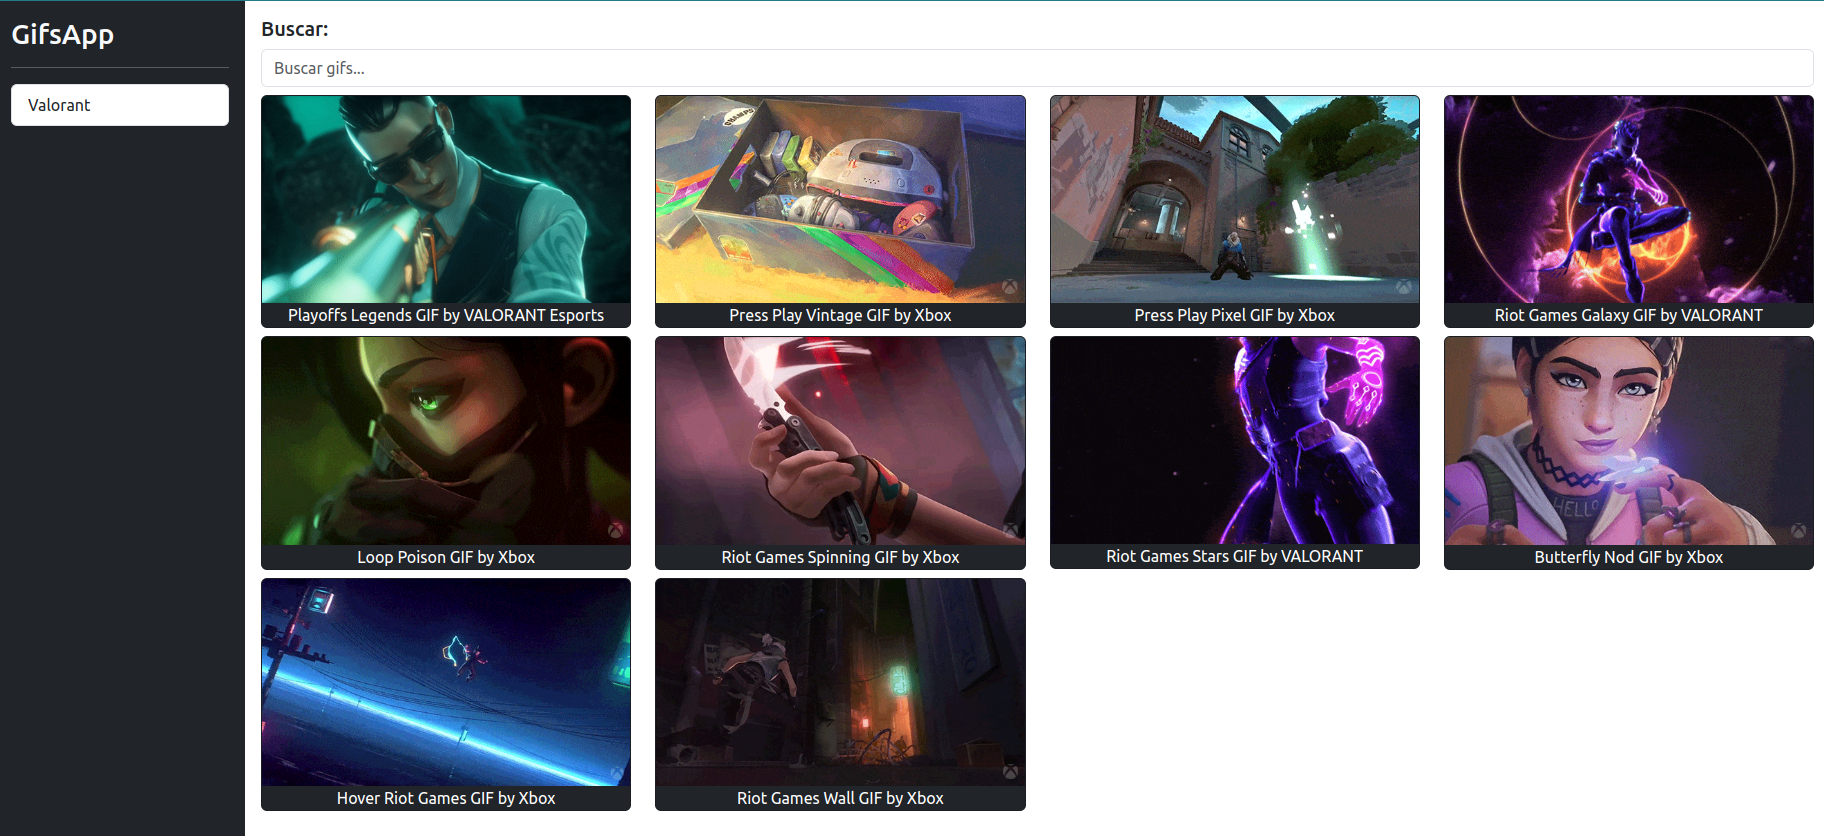 GifsApp
Valorant
Buscar:
Buscar gifs...
CHAMPS
Playoffs Legends GIF by VALORANT Esports
Press Play Vintage GIF by Xbox
Press Play Pixel GIF by Xbox
Riot Games Galaxy GIF by VALORANT
HELLO
Loop Poison GIF by Xbox
Riot Games Spinning GIF by Xbox
Riot Games Stars GIF by VALORANT
Butterfly Nod GIF by Xbox
Hover Riot Games GIF by Xbox
Riot Games Wall GIF by Xbox